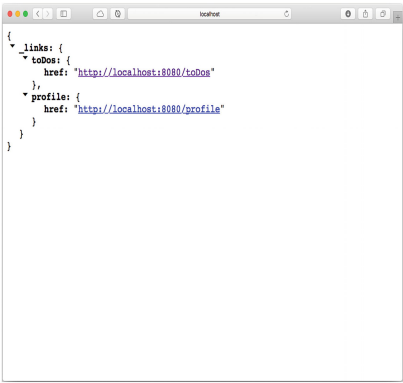 localhost
{
_links: {
toDos: {
href: "http://localhost:8080/toDos"
},
profile: {
href: "http://localhost:8080/profile"
}
}
}